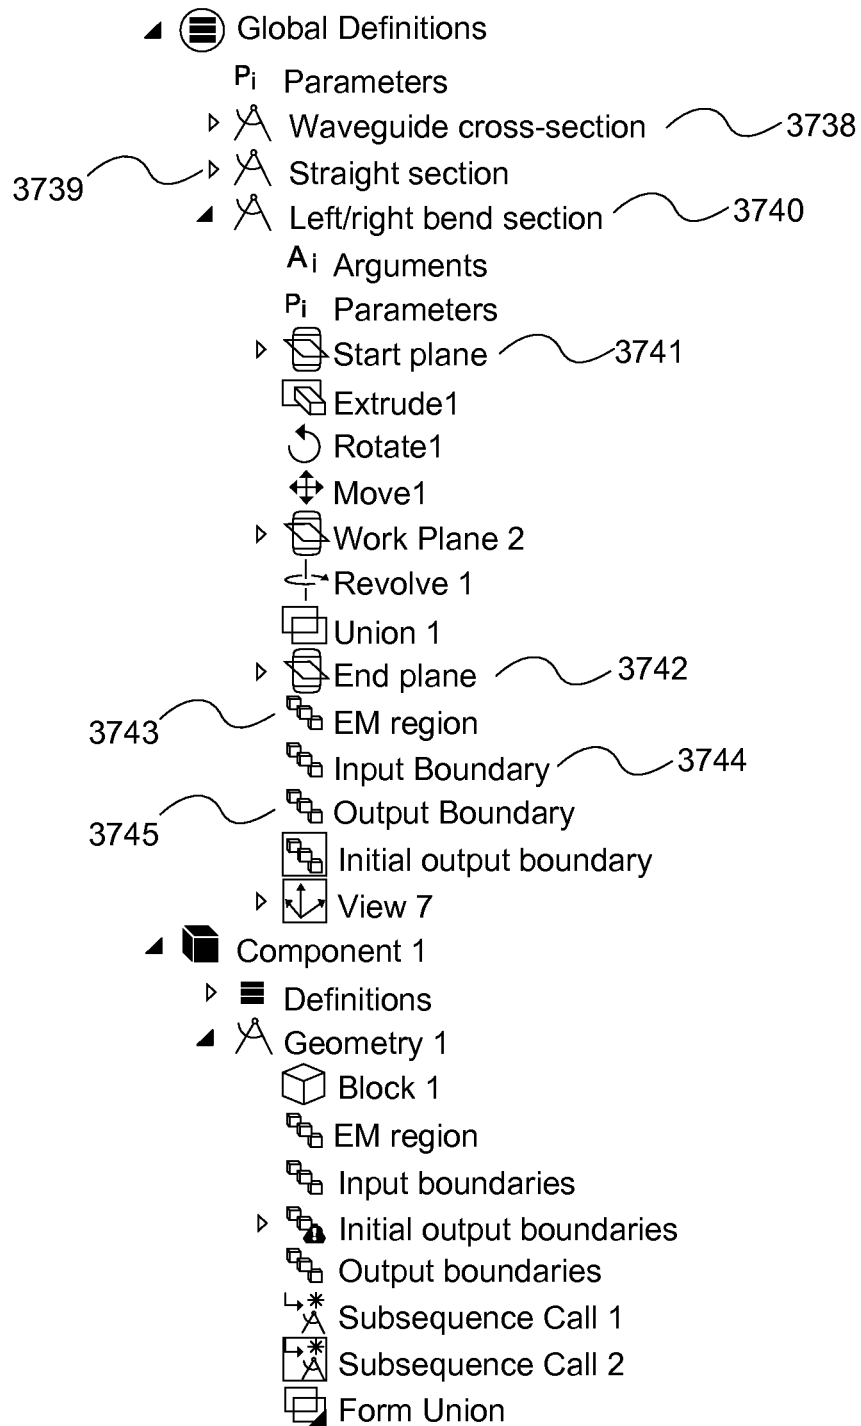 Global Definitions
Pi Parameters
Waveguide cross-section 3738
3739 Straight section
Left/right bend section 3740
Ai Arguments
Pi Parameters
Start plane 3741
Extrude1
Rotate1
Move1
Work Plane 2
Revolve 1
Union 1
End plane 3742
3743 EM region
Input Boundary 3744
3745 Output Boundary
Initial output boundary
View 7
Component 1
Definitions
Geometry 1
Block 1
EM region
Input boundaries
Initial output boundaries
Output boundaries
Subsequence Call 1
Subsequence Call 2
Form Union